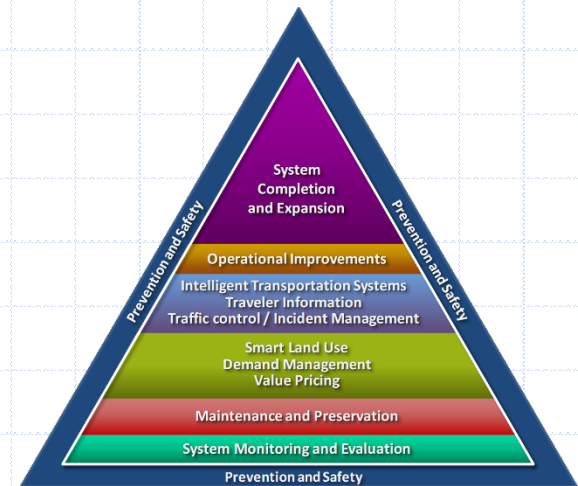 System
Completion
and Expansion
Prevention and Safety
Prevention and Safety
Operational Improvements
Intelligent Transportation Systems
Traveler Information
Traffic control / Incident Management
Smart Land Use
Demand Management
Value Pricing
Maintenance and Preservation
System Monitoring and Evaluation
Prevention and Safety